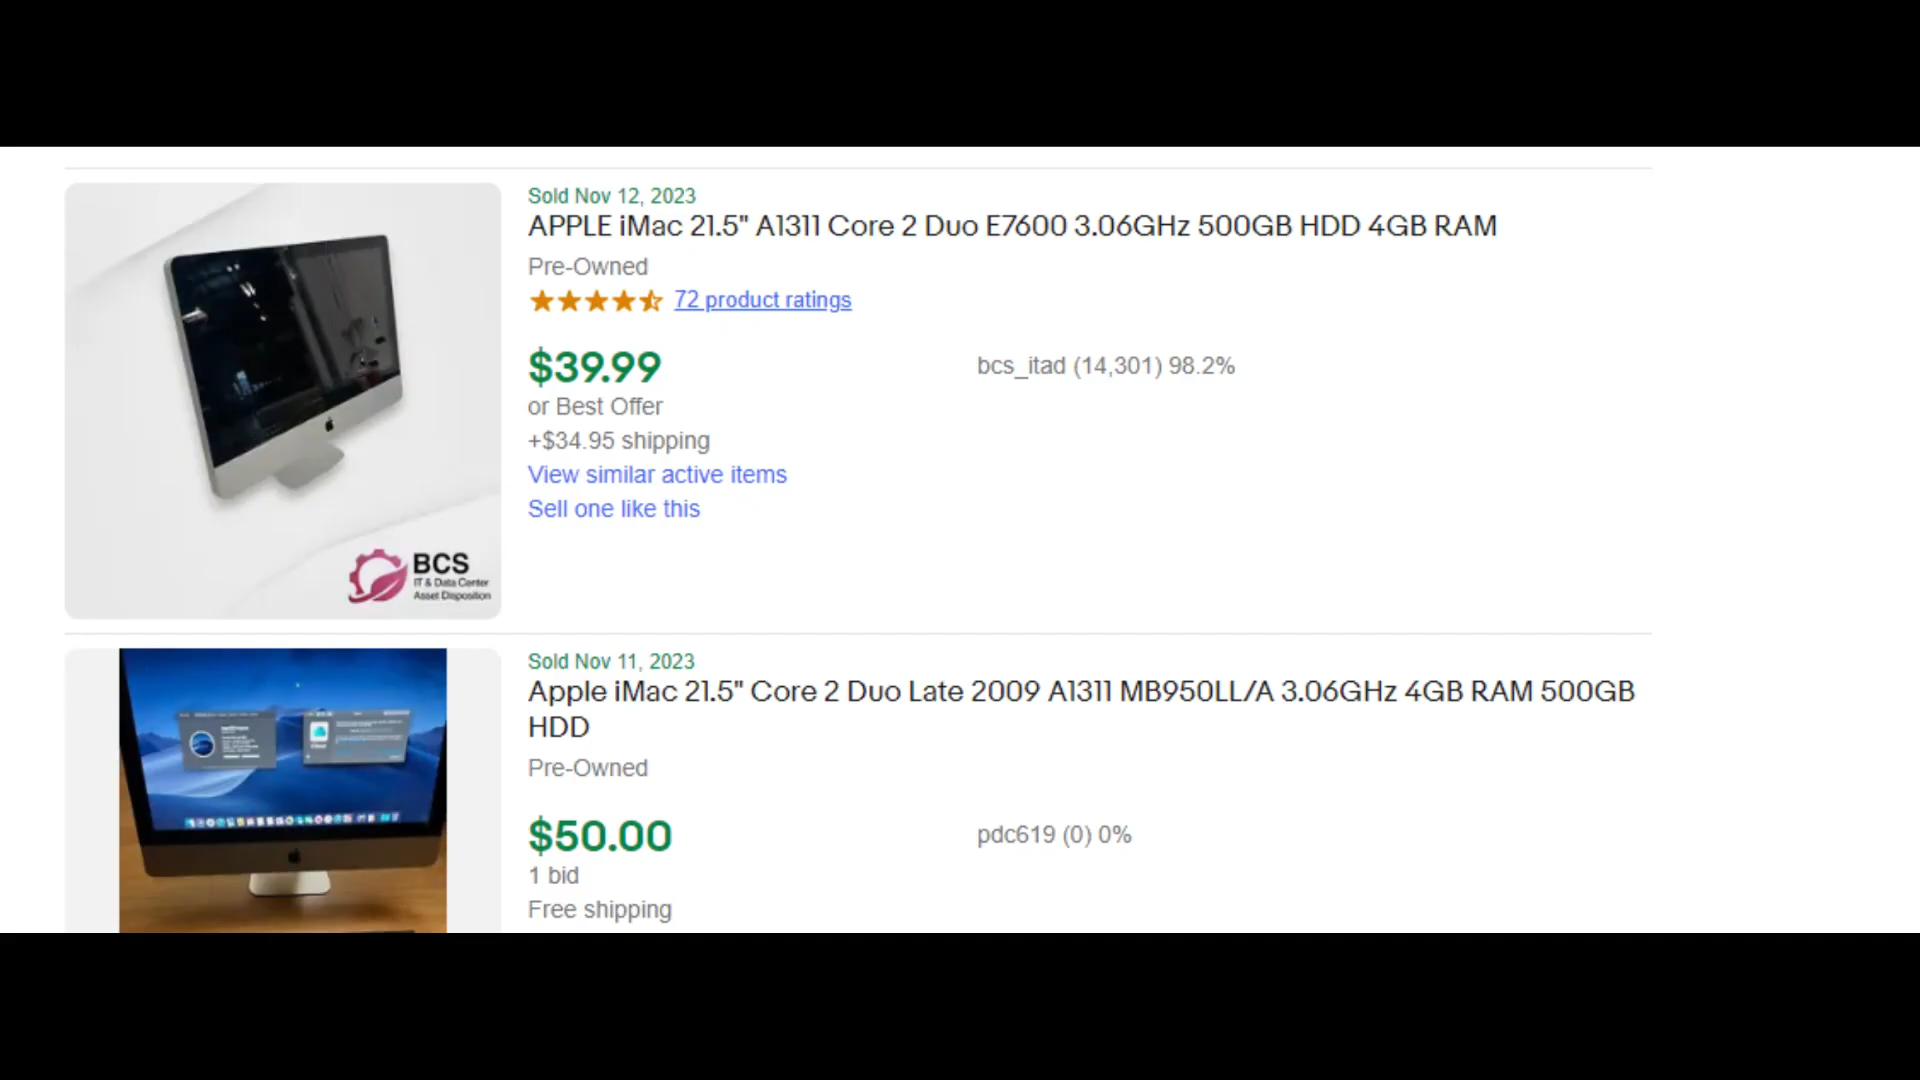 Sold Nov 12, 2023
APPLE iMac 21.5" A1311 Core 2 Duo E7600 3.06GHz 500GB HDD 4GB RAM
Pre-Owned
72 product ratings
$39.99
bcs_itad (14,301) 98.2%
or Best Offer
+$34.95 shipping
View similar active items
Sell one like this
BCS
IT & Data Center
Asset Disposition
Sold Nov 11, 2023
Apple iMac 21.5" Core 2 Duo Late 2009 A1311 MB950LL/A 3.06GHz 4GB RAM 500GB
HDD
Pre-Owned
$50.00
pdc619 (0) 0%
1 bid
Free shipping